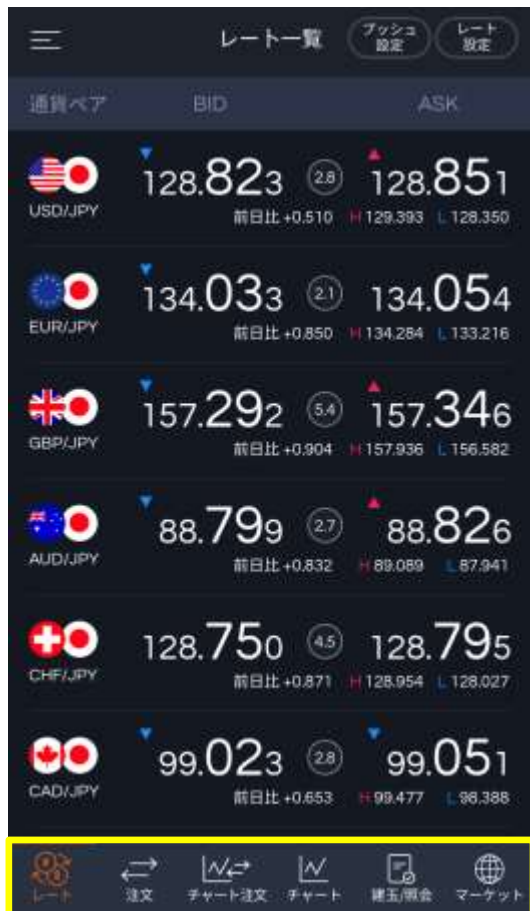 レート一覧
プッシュ
設定
レート
設定
通貨ペア BID ASK
128.823 2.8 128.851
USD/JPY
前日比 +0.510 H 129.393 L 128.350
134.033 2.1 134.054
EUR/JPY
前日比 +0.850 H 134.284 L 133.216
157.292 5.4 157.346
GBP/JPY
前日比 +0.904 H 157.936 L 156.582
88.799 2.7 88.826
AUD/JPY
前日比 +0.832 H 89.089 L 87.941
128.750 4.5 128.795
CHF/JPY
前日比 +0.871 H 128.954 L 128.027
99.023 2.8 99.051
CAD/JPY
前日比 +0.653 H 99.477 L 98.388
レート 注文 チャート注文 チャート 建玉/照会 マーケット